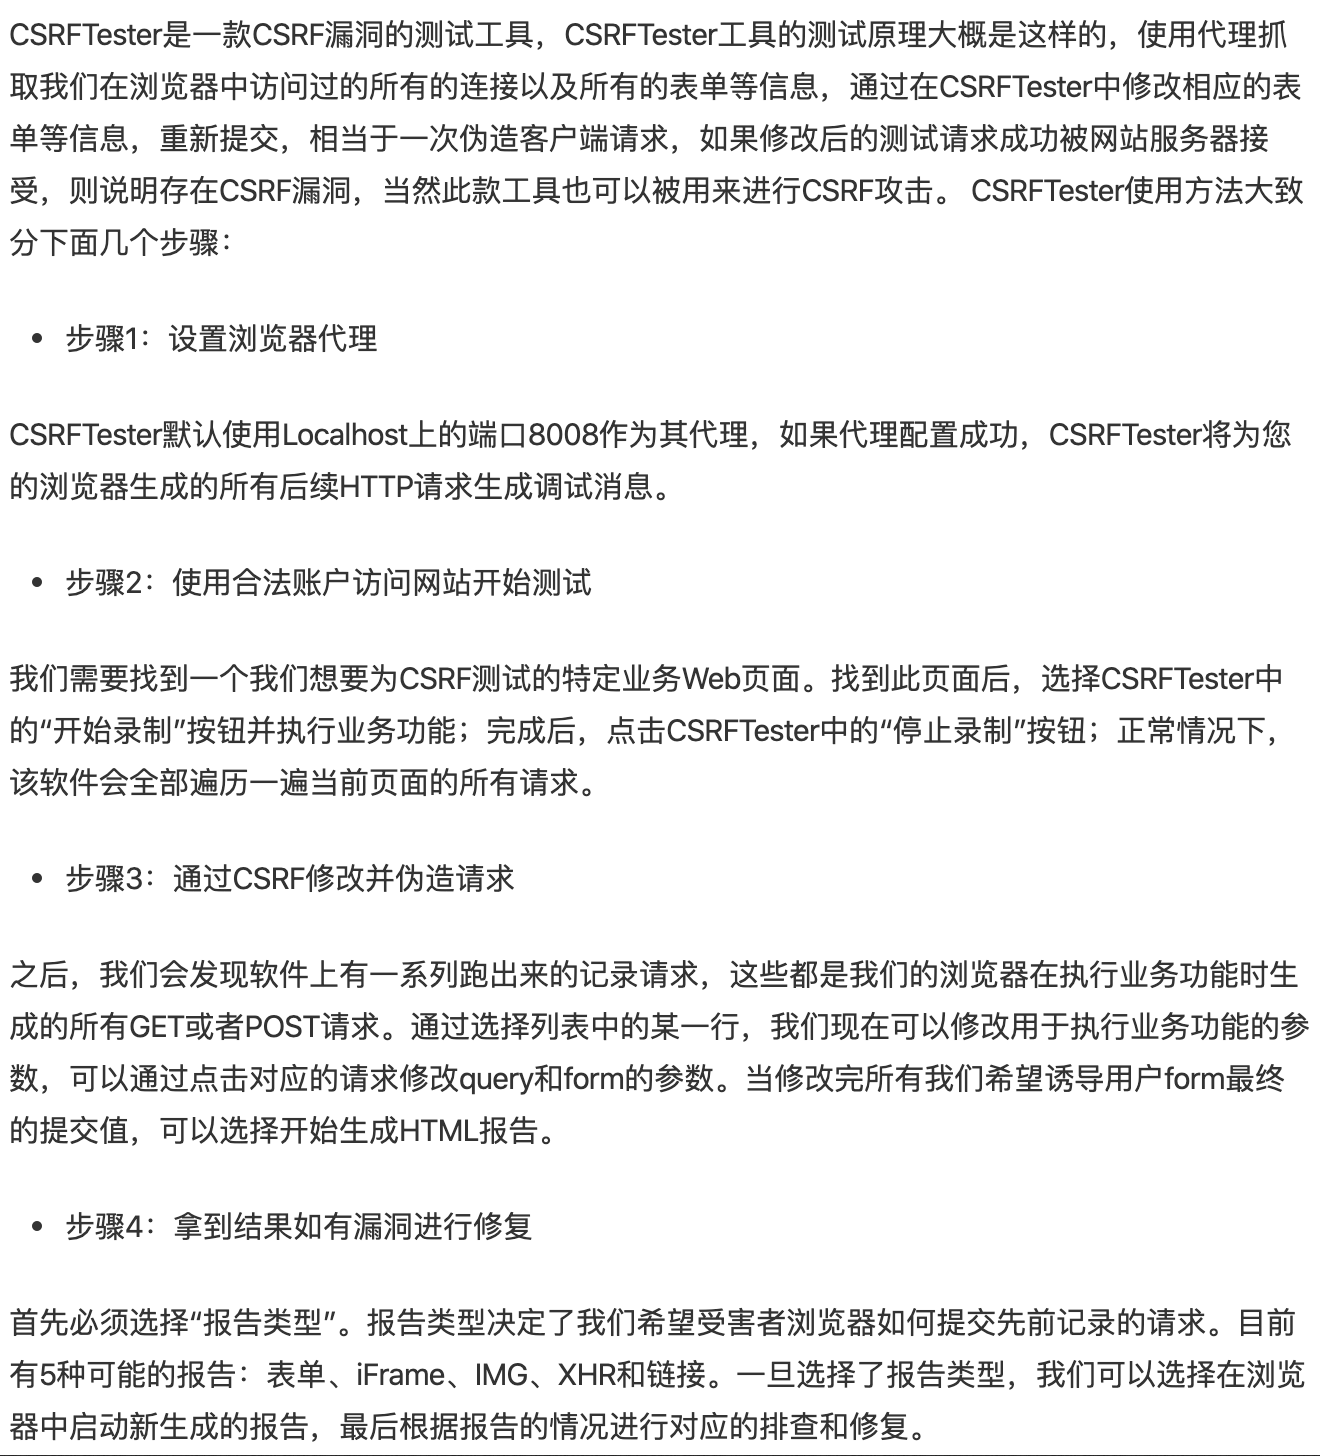 CSRFTester是一款CSRF漏洞的测试工具，CSRFTester工具的测试原理大概是这样的，使用代理抓
取我们在浏览器中访问过的所有的连接以及所有的表单等信息，通过在CSRFTester中修改相应的表
单等信息，重新提交，相当于一次伪造客户端请求，如果修改后的测试请求成功被网站服务器接
受，则说明存在CSRF漏洞，当然此款工具也可以被用来进行CSRF攻击。 CSRFTester使用方法大致
分下面几个步骤：
• 步骤1：设置浏览器代理
CSRFTester默认使用Localhost上的端口8008作为其代理，如果代理配置成功，CSRFTester将为您
的浏览器生成的所有后续HTTP请求生成调试消息。
• 步骤2：使用合法账户访问网站开始测试
我们需要找到一个我们想要为CSRF测试的特定业务Web页面。找到此页面后，选择CSRFTester中
的“开始录制”按钮并执行业务功能；完成后，点击CSRFTester中的“停止录制”按钮；正常情况下，
该软件会全部遍历一遍当前页面的所有请求。
• 步骤3：通过CSRF修改并伪造请求
之后，我们会发现软件上有一系列跑出来的记录请求，这些都是我们的浏览器在执行业务功能时生
成的所有GET或者POST请求。通过选择列表中的某一行，我们现在可以修改用于执行业务功能的参
数，可以通过点击对应的请求修改query和form的参数。当修改完所有我们希望诱导用户form最终
的提交值，可以选择开始生成HTML报告。
• 步骤4：拿到结果如有漏洞进行修复
首先必须选择“报告类型”。报告类型决定了我们希望受害者浏览器如何提交先前记录的请求。目前
有5种可能的报告：表单、iFrame、IMG、XHR和链接。一旦选择了报告类型，我们可以选择在浏览
器中启动新生成的报告，最后根据报告的情况进行对应的排查和修复。